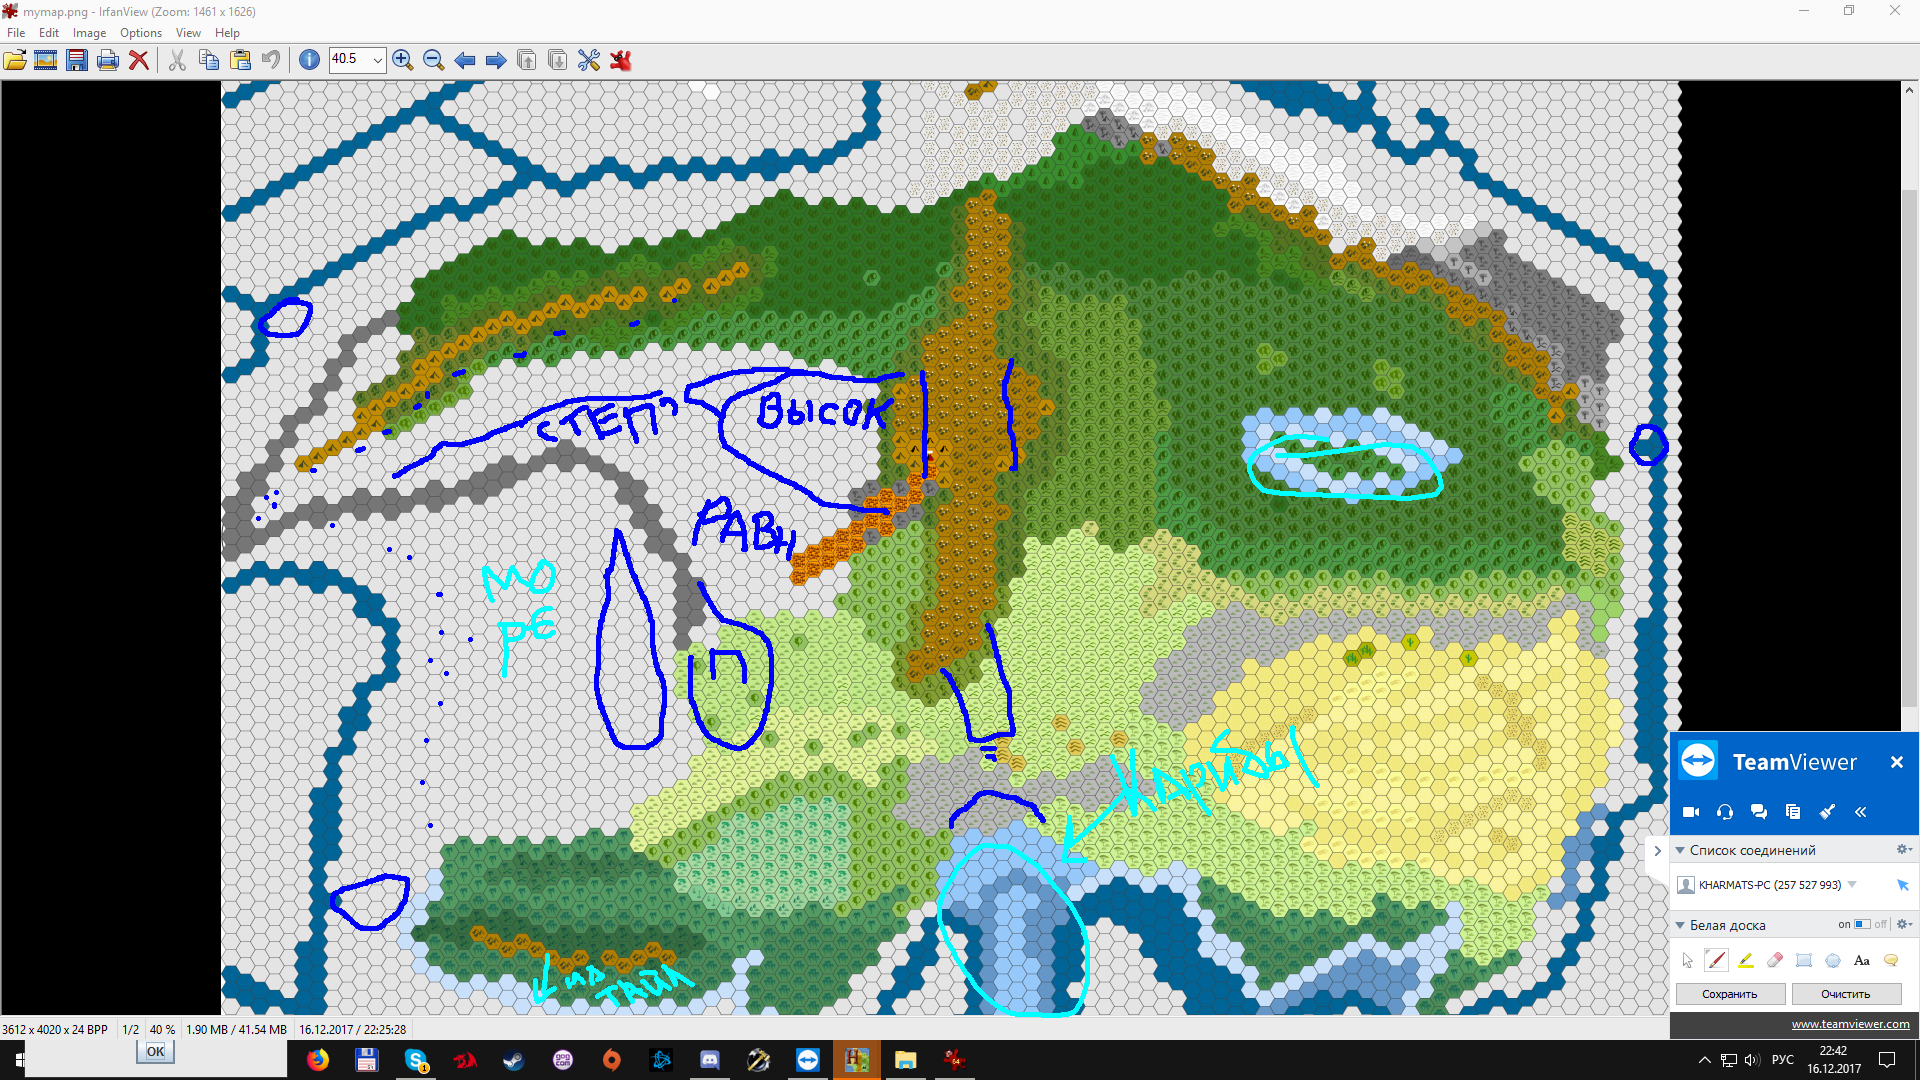 mymap.png - IrfanView (Zoom: 1461 x 1626)
File Edit Image Options View Help
40.5
СТЕП
ВЫСОК
РАВН
МО
РЕ
П
КАРИБЫ
TeamViewer
Список соединений
KHARMATS-PC (257 527 993)
Белая доска
on off
Aa
Сохранить Очистить
www.teamviewer.com
3612 x 4020 x 24 BPP 1/2 40 % 1.90 MB / 41.54 MB 16.12.2017 / 22:25:28
OK
1
64
РУС
22:42
16.12.2017